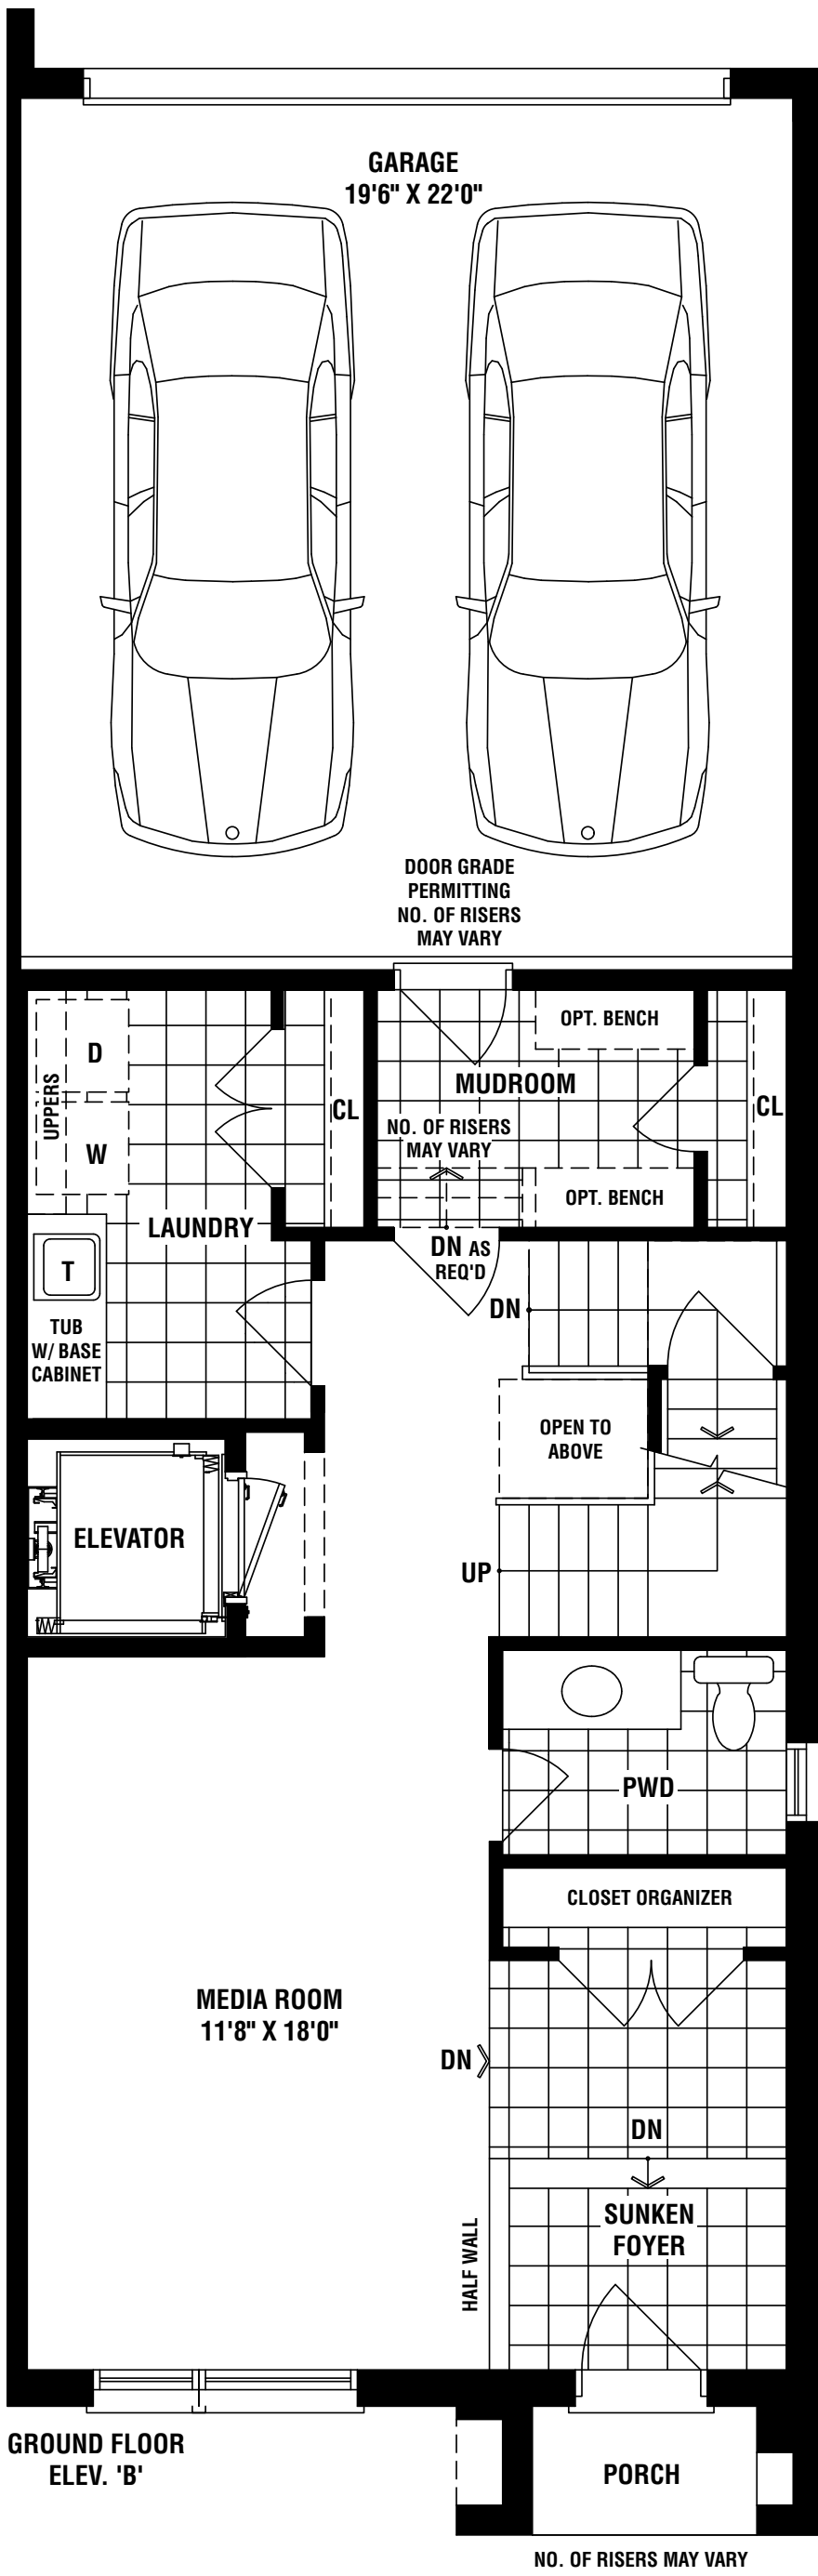 GARAGE
19'6" X 22'0"
DOOR GRADE
PERMITTING
NO. OF RISERS
MAY VARY
OPT. BENCH
D
UPPERS
MUDROOM
CL
CL
NO. OF RISERS
MAY VARY
W
OPT. BENCH
LAUNDRY
DN AS
REQ'D
T
DN
TUB
W/ BASE
CABINET
OPEN TO
ABOVE
ELEVATOR
UP
PWD
CLOSET ORGANIZER
MEDIA ROOM
11'8" X 18'0"
DN
DN
SUNKEN
FOYER
HALF WALL
GROUND FLOOR
ELEV. 'B'
PORCH
NO. OF RISERS MAY VARY